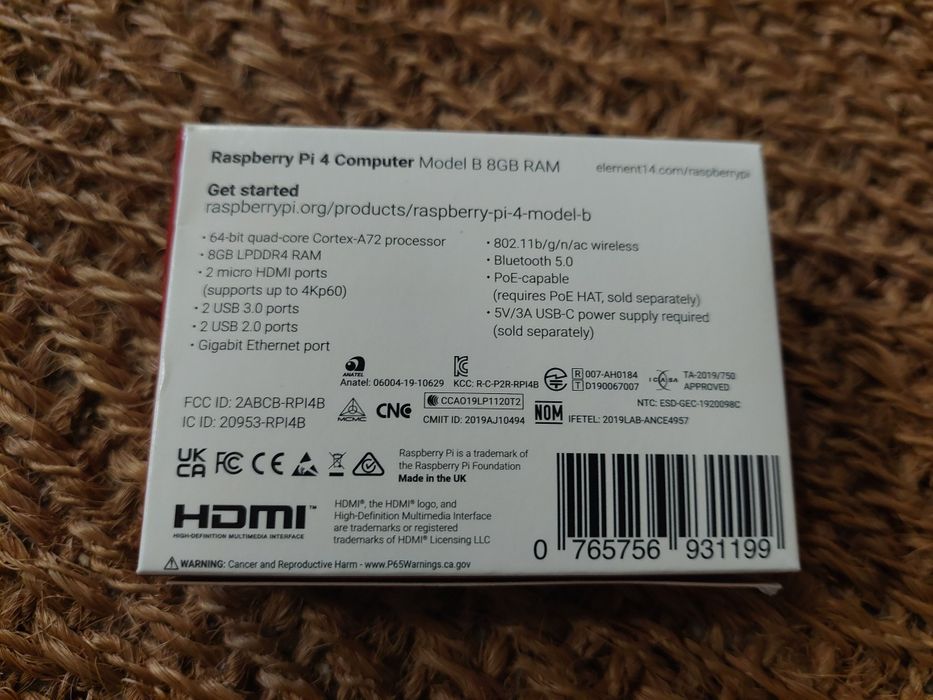 Raspberry Pi 4 Computer Model B 8GB RAM
element14.com/raspberrypi
Get started
raspberrypi.org/products/raspberry-pi-4-model-b
• 64-bit quad-core Cortex-A72 processor
• 8GB LPDDR4 RAM
• 2 micro HDMI ports
(supports up to 4Kp60)
• 2 USB 3.0 ports
• 2 USB 2.0 ports
• Gigabit Ethernet port
• 802.11b/g/n/ac wireless
• Bluetooth 5.0
• PoE-capable
(requires PoE HAT, sold separately)
• 5V/3A USB-C power supply required
(sold separately)
ANATEL
Anatel: 06004-19-10629
KCC: R-C-P2R-RPI4B
R 007-AH0184
T D190067007
ICASA
TA-2019/750
APPROVED
NTC: ESD-GEC-1920098C
FCC ID: 2ABCB-RPI4B
IC ID: 20953-RPI4B
MCMC
CNC
CCAO19LP1120T2
CMIIT ID: 2019AJ10494
NOM
IFETEL: 2019LAB-ANCE4957
UK
CA
FC
CE
Raspberry Pi is a trademark of
the Raspberry Pi Foundation
Made in the UK
HDMI™
HIGH-DEFINITION MULTIMEDIA INTERFACE
HDMI®, the HDMI® logo, and
High-Definition Multimedia Interface
are trademarks or registered
trademarks of HDMI® Licensing LLC
0 765756 931199
WARNING: Cancer and Reproductive Harm - www.P65Warnings.ca.gov